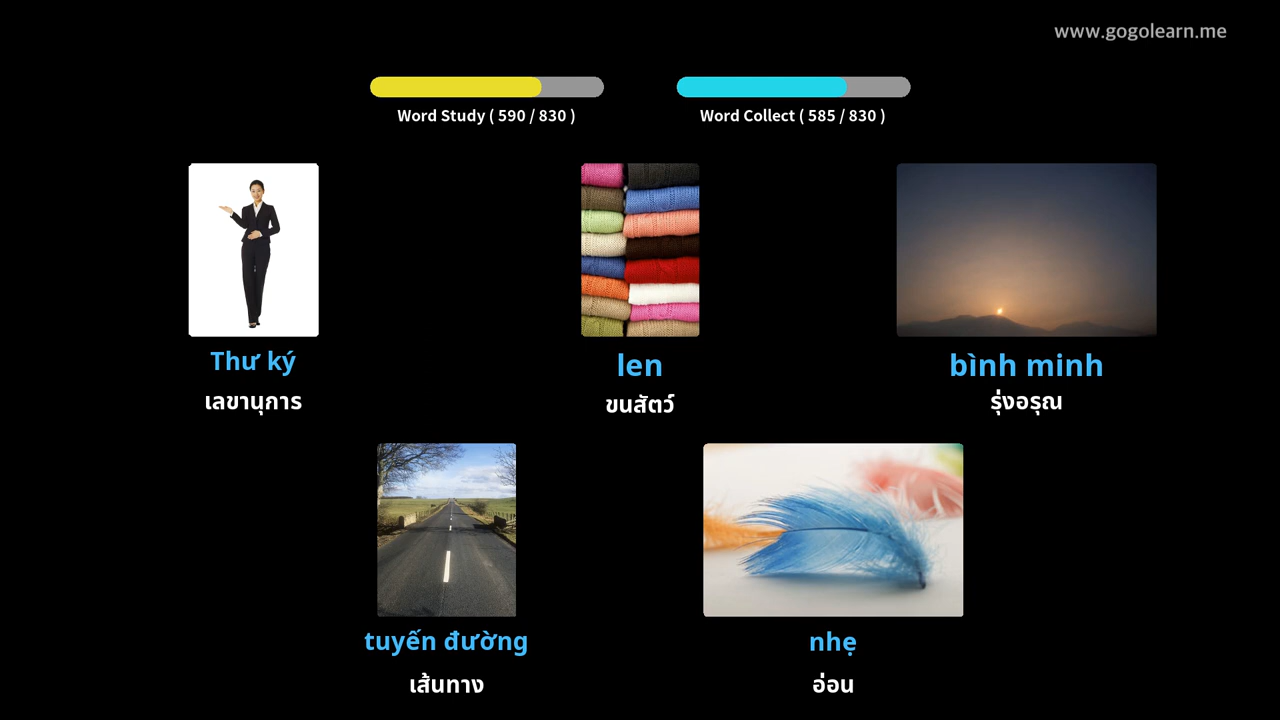 www.gogolearn.me
Word Study ( 590 / 830 )
Word Collect ( 585 / 830 )
Thư ký
เลขานุการ
len
ขนสัตว์
bình minh
รุ่งอรุณ
tuyến đường
เส้นทาง
nhẹ
อ่อน